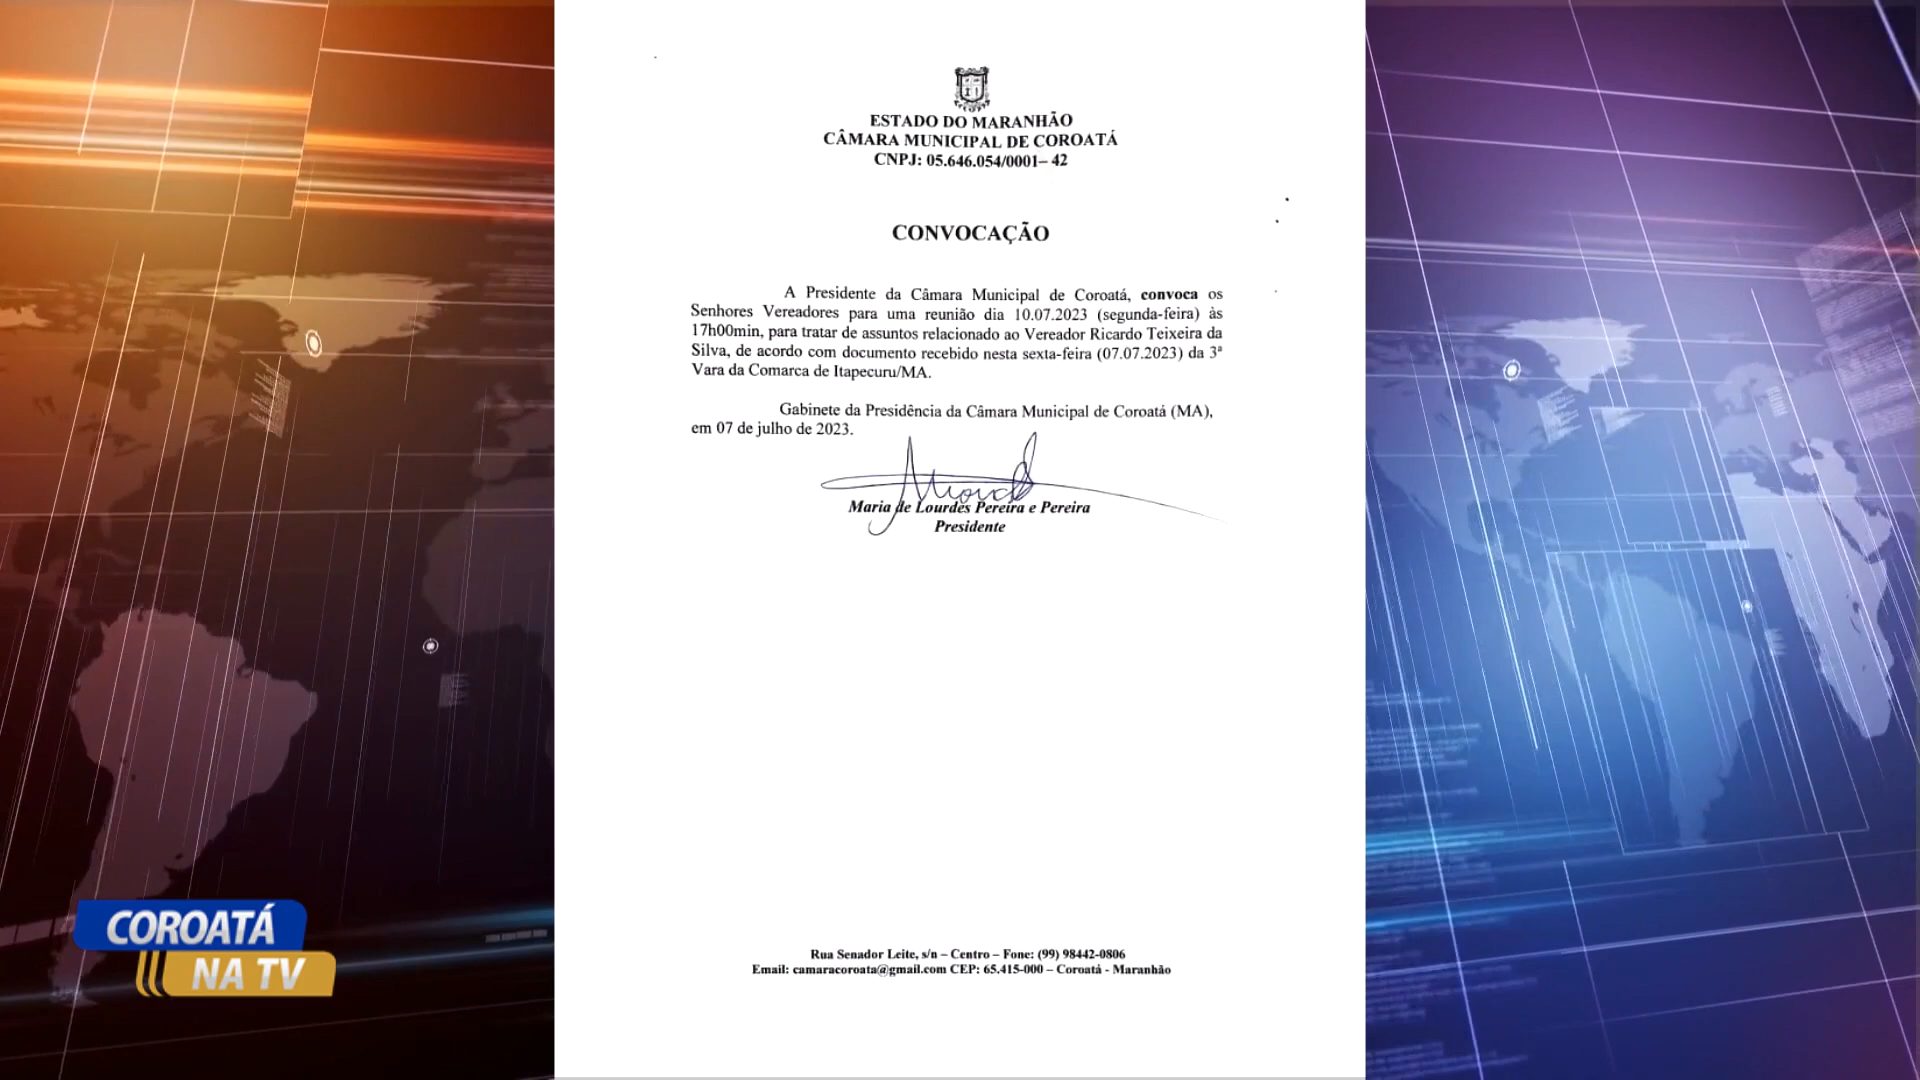 ESTADO DO MARANHÃO
CÂMARA MUNICIPAL DE COROATÁ
CNPJ: 05.646.054/0001– 42
CONVOCAÇÃO
A Presidente da Câmara Municipal de Coroatá, convoca os
Senhores Vereadores para uma reunião dia 10.07.2023 (segunda-feira) às
17h00min, para tratar de assuntos relacionado ao Vereador Ricardo Teixeira da
Silva, de acordo com documento recebido nesta sexta-feira (07.07.2023) da 3ª
Vara da Comarca de Itapecuru/MA.
Gabinete da Presidência da Câmara Municipal de Coroatá (MA),
em 07 de julho de 2023.
Maria de Lourdes Pereira e Pereira
Presidente
Rua Senador Leite, s/n – Centro – Fone: (99) 98442-0806
Email: camaracoroata@gmail.com CEP: 65.415-000 – Coroatá - Maranhão
COROATÁ
NA TV